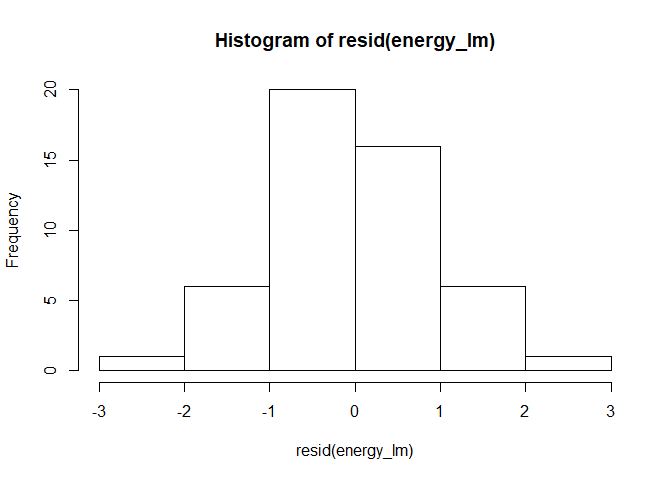 Histogram of resid(energy_lm)
Frequency
20
15
10
5
0
-3 -2 -1 0 1 2 3
resid(energy_lm)